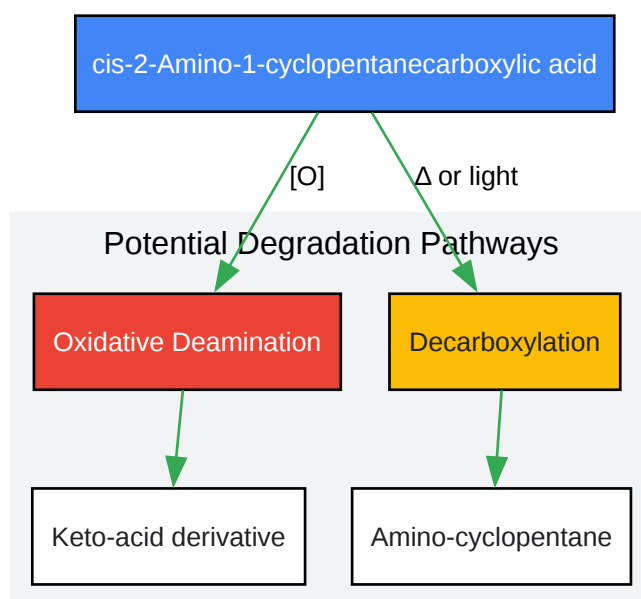 cis-2-Amino-1-cyclopentanecarboxylic acid
[O]
Δ or light
Potential Degradation Pathways
Oxidative Deamination
Decarboxylation
Keto-acid derivative
Amino-cyclopentane